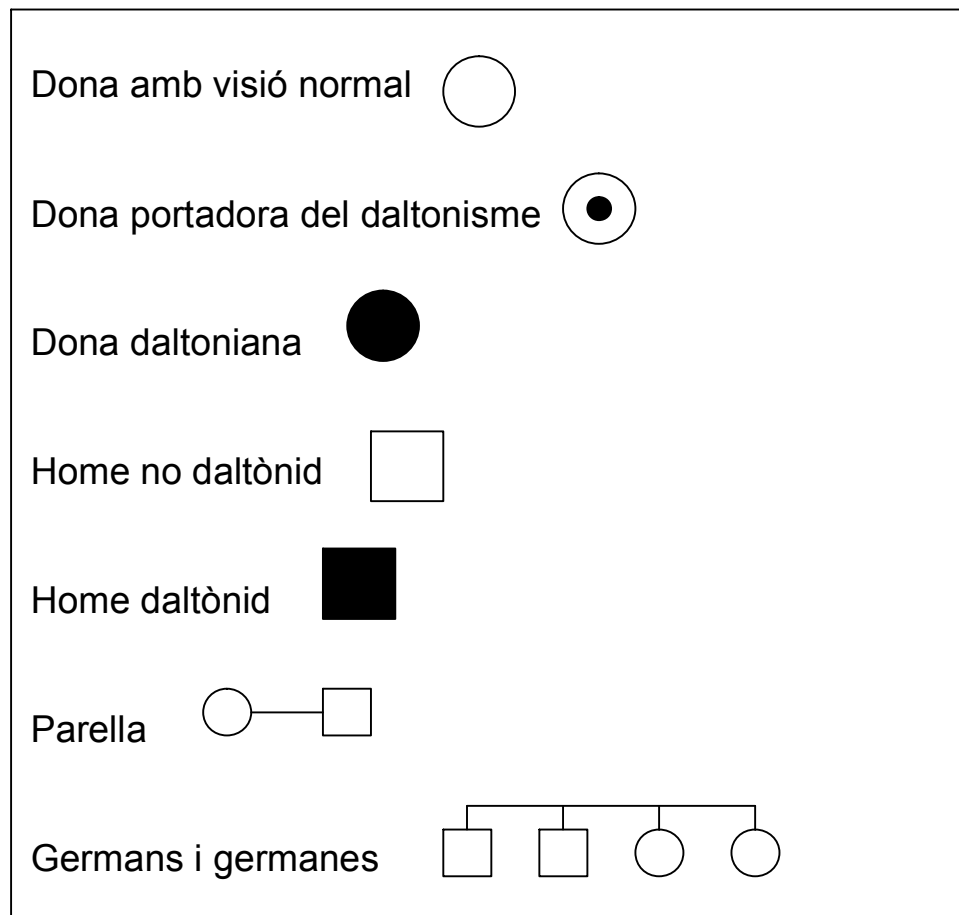 Dona amb visió normal
Dona portadora del daltonisme
Dona daltoniana
Home no daltònid
Home daltònid
Parella
Germans i germanes